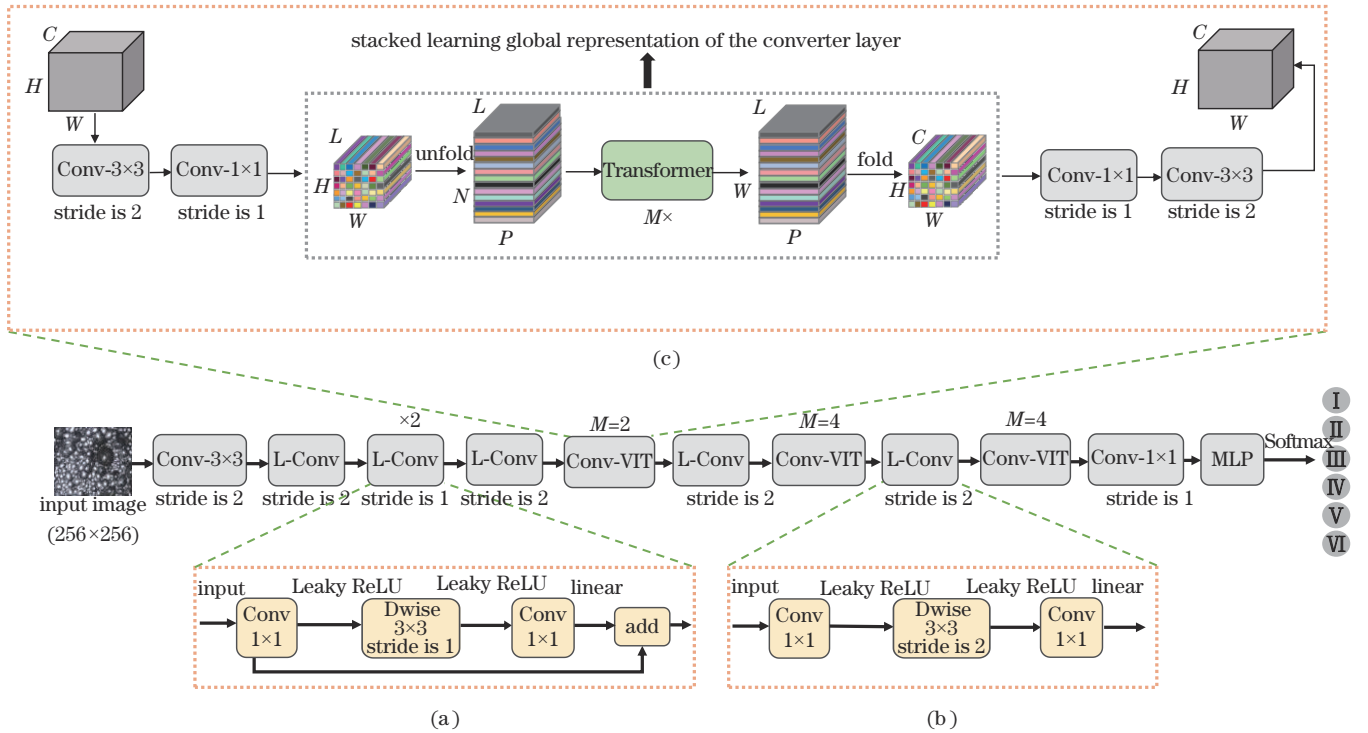 C
H
W
Conv-3×3
stride is 2
Conv-1×1
stride is 1
stacked learning global representation of the converter layer
L
H
W
unfold
L
N
P
Transformer
M×
L
W
P
fold
C
H
W
Conv-1×1
stride is 1
Conv-3×3
stride is 2
C
H
W
(c)
input image
(256×256)
Conv-3×3
stride is 2
L-Conv
stride is 2
×2
L-Conv
stride is 1
L-Conv
stride is 2
M=2
Conv-VIT
L-Conv
stride is 2
M=4
Conv-VIT
L-Conv
stride is 2
M=4
Conv-VIT
Conv-1×1
stride is 1
MLP
Softmax
Ⅰ
Ⅱ
Ⅲ
Ⅳ
Ⅴ
Ⅵ
input
Conv
1×1
Leaky ReLU
Dwise
3×3
stride is 1
Leaky ReLU
Conv
1×1
linear
add
(a)
input
Conv
1×1
Leaky ReLU
Dwise
3×3
stride is 2
Leaky ReLU
Conv
1×1
linear
(b)